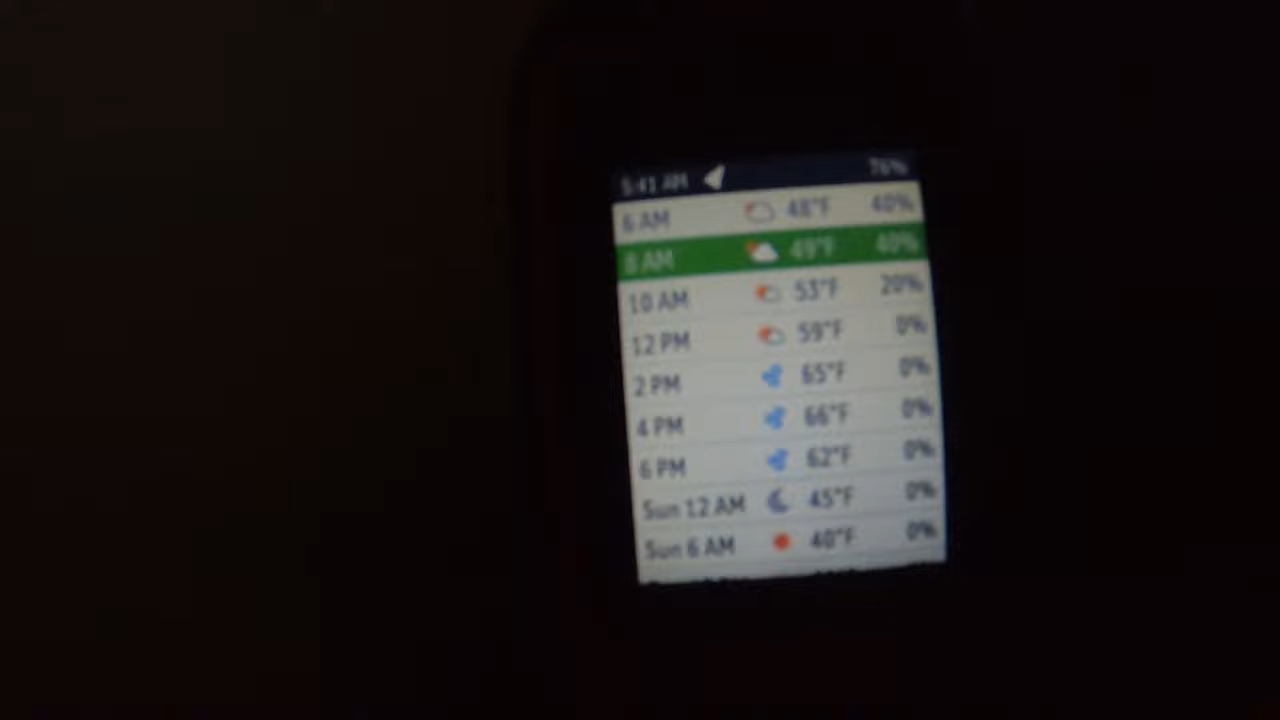 5:41 AM 76%
6 AM 48°F 40%
8 AM 49°F 40%
10 AM 53°F 20%
12 PM 59°F 0%
2 PM 65°F 0%
4 PM 66°F 0%
6 PM 62°F 0%
Sun 12 AM 45°F 0%
Sun 6 AM 40°F 0%